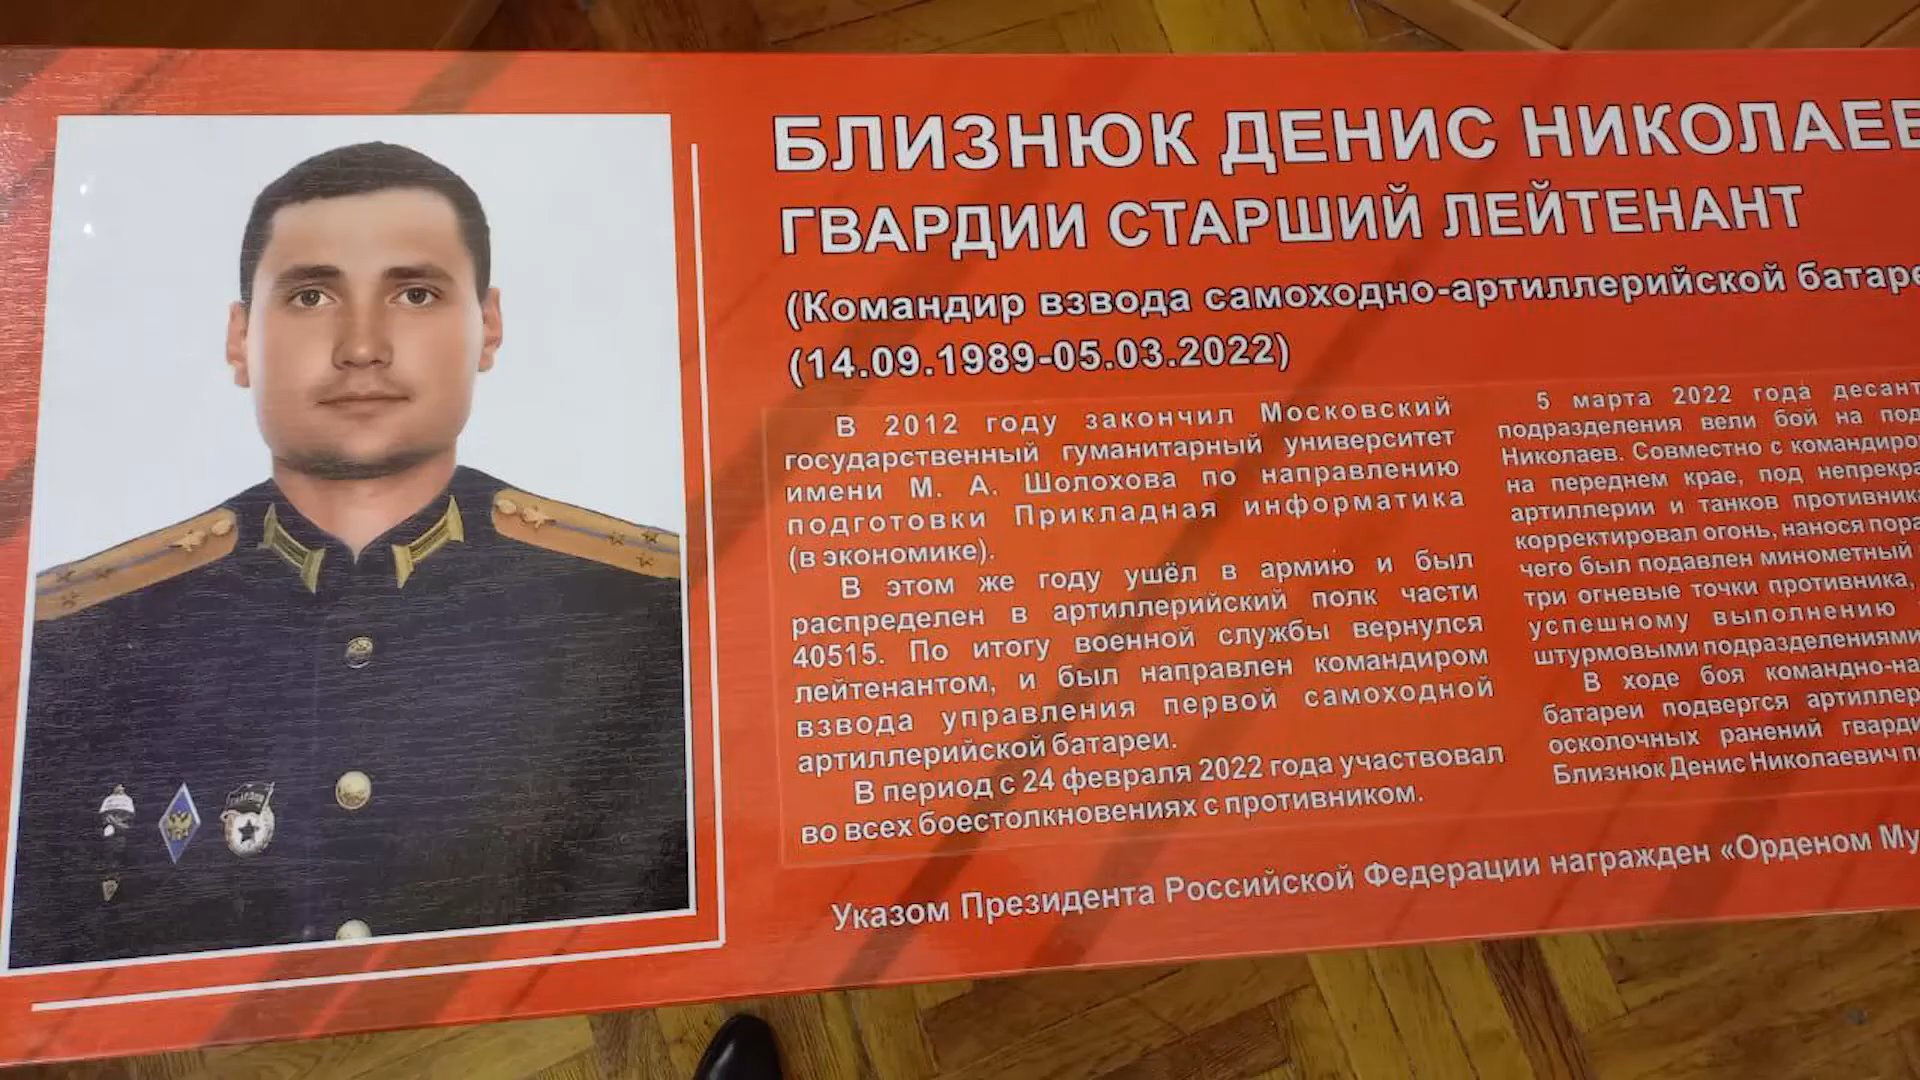 БЛИЗНЮК ДЕНИС НИКОЛАЕВ
ГВАРДИИ СТАРШИЙ ЛЕЙТЕНАНТ
(Командир взвода самоходно-артиллерийской батаре
(14.09.1989-05.03.2022)
В 2012 году закончил Московский
государственный гуманитарный университет
имени М. А. Шолохова по направлению
подготовки Прикладная информатика
(в экономике).
В этом же году ушёл в армию и был
распределен в артиллерийский полк части
40515. По итогу военной службы вернулся
лейтенантом, и был направлен командиром
взвода управления первой самоходной
артиллерийской батареи.
В период с 24 февраля 2022 года участвовал
во всех боестолкновениях с противником.
5 марта 2022 года десант
подразделения вели бой на под
Николаев. Совместно с командиро
на переднем крае, под непрекра
артиллерии и танков противник
корректировал огонь, нанося пора
чего был подавлен минометный
три огневые точки противника,
успешному выполнению
штурмовыми подразделениями
В ходе боя командно-на
батареи подвергся артиллер
осколочных ранений гварди
Близнюк Денис Николаевич п
Указом Президента Российской Федерации награжден «Орденом Му